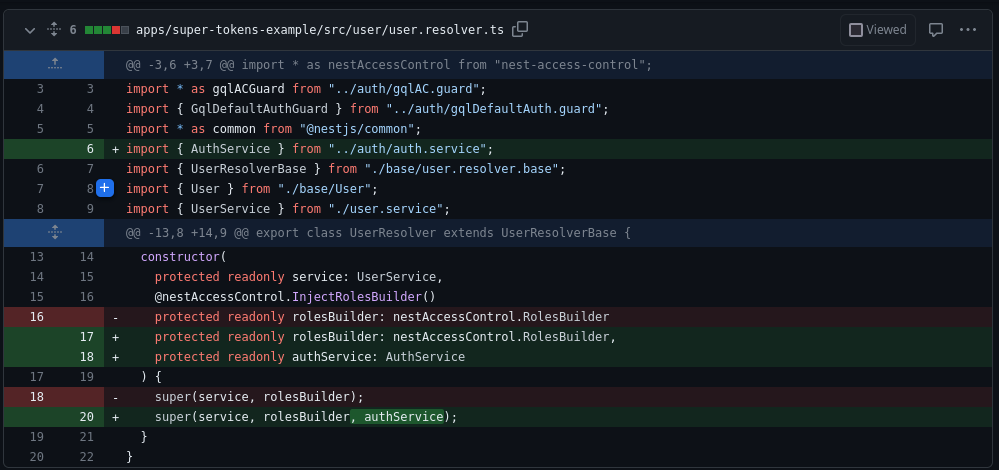 6 apps/super-tokens-example/src/user/user.resolver.ts Viewed
@@ -3,6 +3,7 @@ import * as nestAccessControl from "nest-access-control";
3 3 import * as gqlACGuard from "../auth/gqlAC.guard";
4 4 import { GqlDefaultAuthGuard } from "../auth/gqlDefaultAuth.guard";
5 5 import * as common from "@nestjs/common";
6 + import { AuthService } from "../auth/auth.service";
6 7 import { UserResolverBase } from "./base/user.resolver.base";
7 8 + import { User } from "./base/User";
8 9 import { UserService } from "./user.service";
@@ -13,8 +14,9 @@ export class UserResolver extends UserResolverBase {
13 14 constructor(
14 15 protected readonly service: UserService,
15 16 @nestAccessControl.InjectRolesBuilder()
16 - protected readonly rolesBuilder: nestAccessControl.RolesBuilder
17 + protected readonly rolesBuilder: nestAccessControl.RolesBuilder,
18 + protected readonly authService: AuthService
17 19 ) {
18 - super(service, rolesBuilder);
20 + super(service, rolesBuilder, authService);
19 21 }
20 22 }